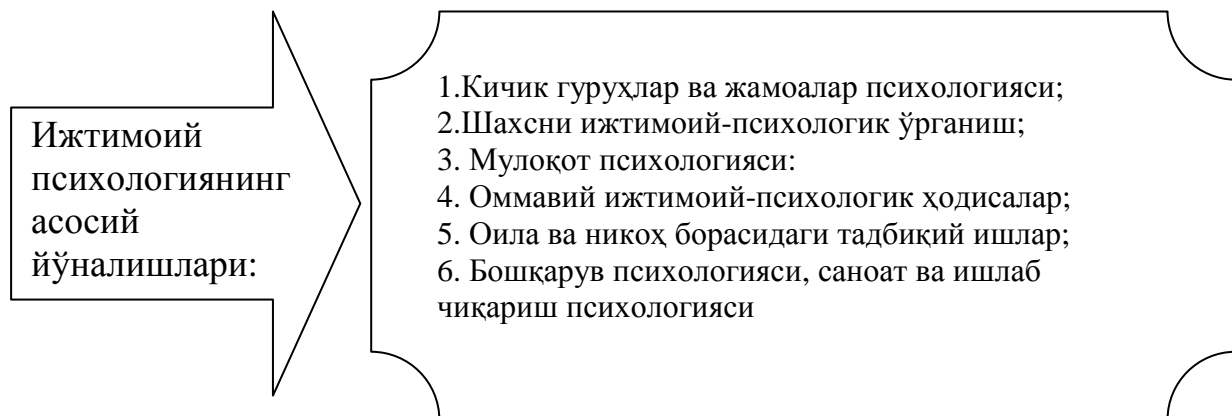 Ижтимоий
психологиянинг
асосий
йўналишлари:
1.Кичик гуруҳлар ва жамоалар психологияси;
2.Шахсни ижтимоий-психологик ўрганиш;
3. Мулоқот психологияси:
4. Оммавий ижтимоий-психологик ҳодисалар;
5. Оила ва никоҳ борасидаги тадбиқий ишлар;
6. Бошқарув психологияси, саноат ва ишлаб
чиқариш психологияси